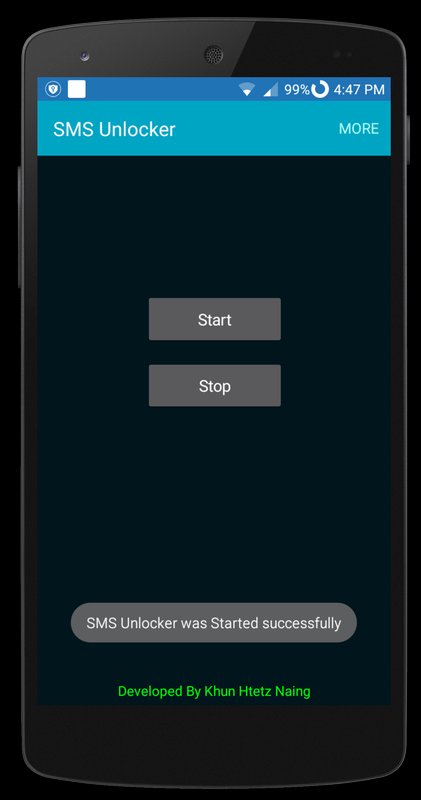 99% 4:47 PM
SMS Unlocker MORE
Start
Stop
SMS Unlocker was Started successfully
Developed By Khun Htetz Naing